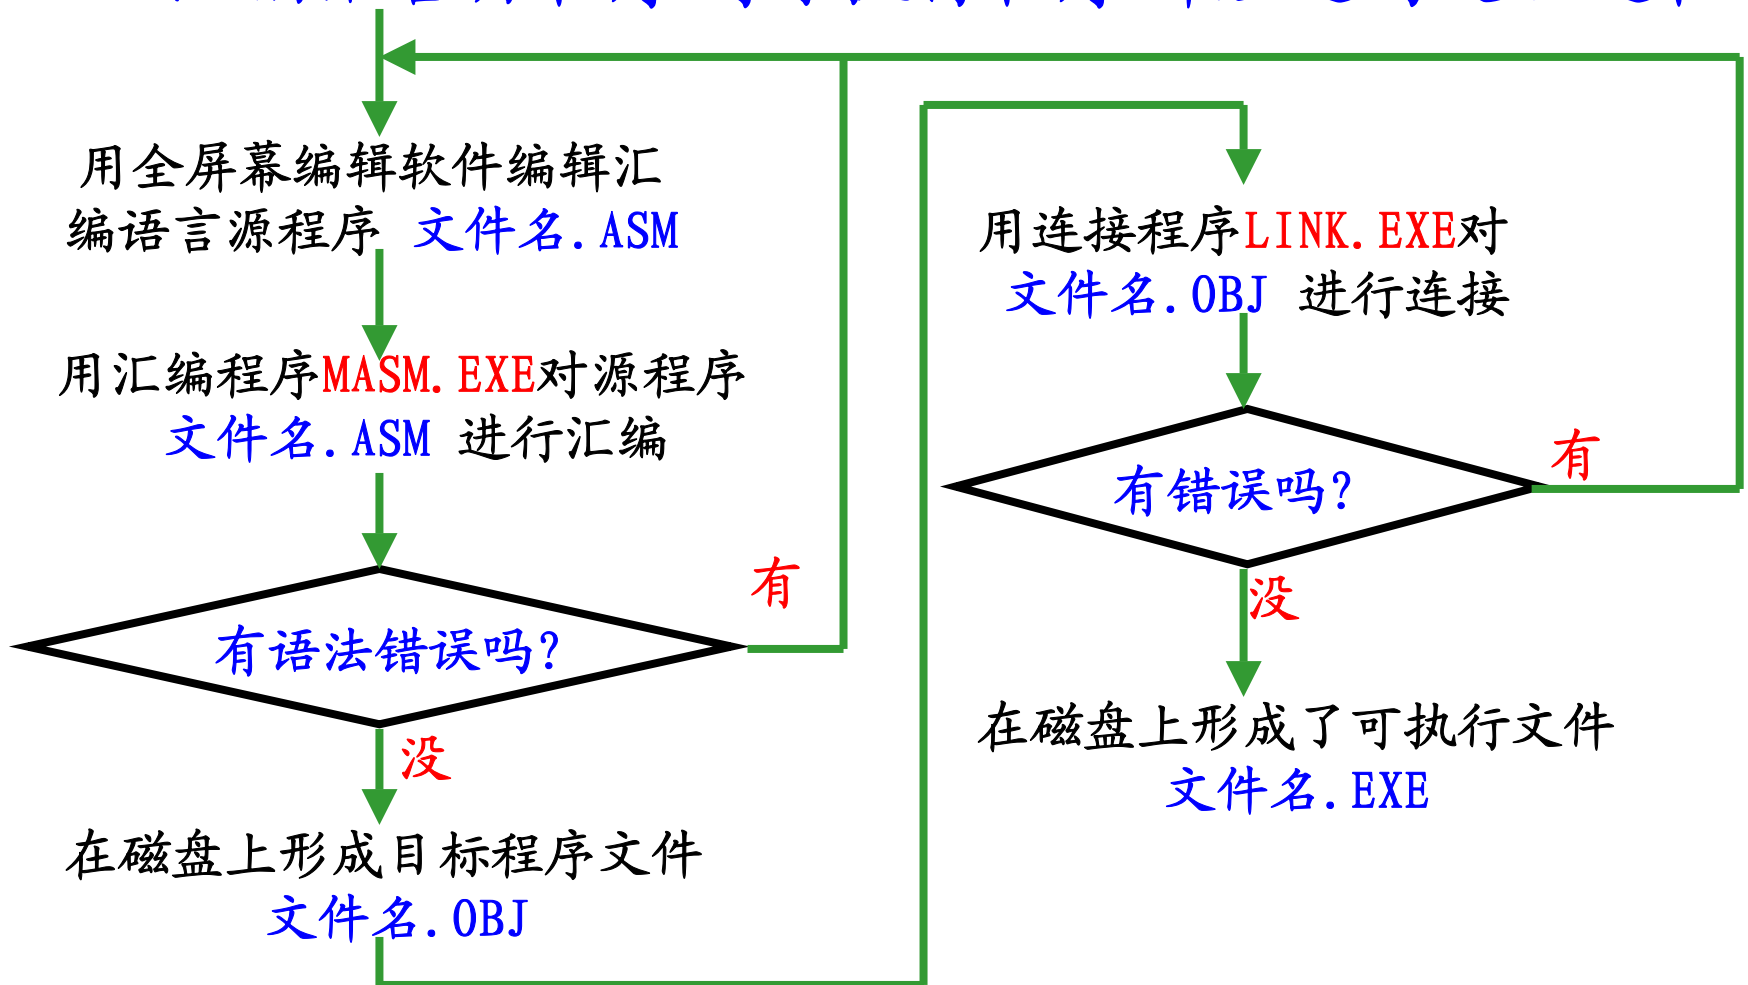 用全屏幕编辑软件编辑汇
编语言源程序 文件名.ASM
用汇编程序MASM.EXE对源程序
文件名.ASM 进行汇编
有语法错误吗?
有
没
在磁盘上形成目标程序文件
文件名.OBJ
用连接程序LINK.EXE对
文件名.OBJ 进行连接
有错误吗?
有
没
在磁盘上形成了可执行文件
文件名.EXE